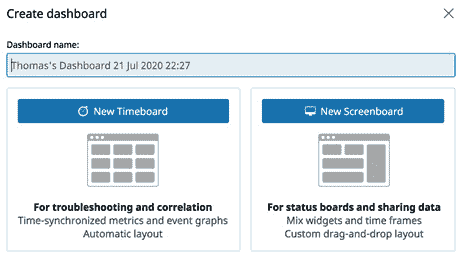 Create dashboard
Dashboard name:
Thomas's Dashboard 21 Jul 2020 22:27
New Timeboard
For troubleshooting and correlation
Time-synchronized metrics and event graphs
Automatic layout
New Screenboard
For status boards and sharing data
Mix widgets and time frames
Custom drag-and-drop layout